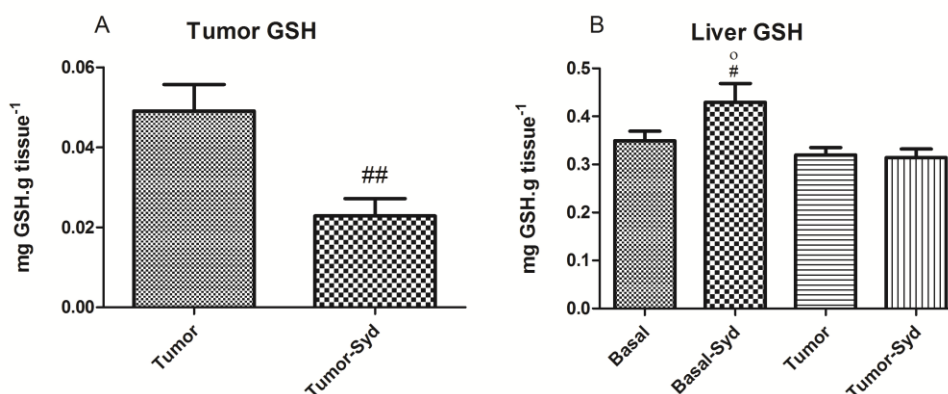 A
Tumor GSH
mg GSH.g tissue⁻¹
0.06
0.04
0.02
0.00
##
Tumor
Tumor-Syd
B
Liver GSH
mg GSH.g tissue⁻¹
0.5
0.4
0.3
0.2
0.1
0.0
o
#
Basal
Basal-Syd
Tumor
Tumor-Syd